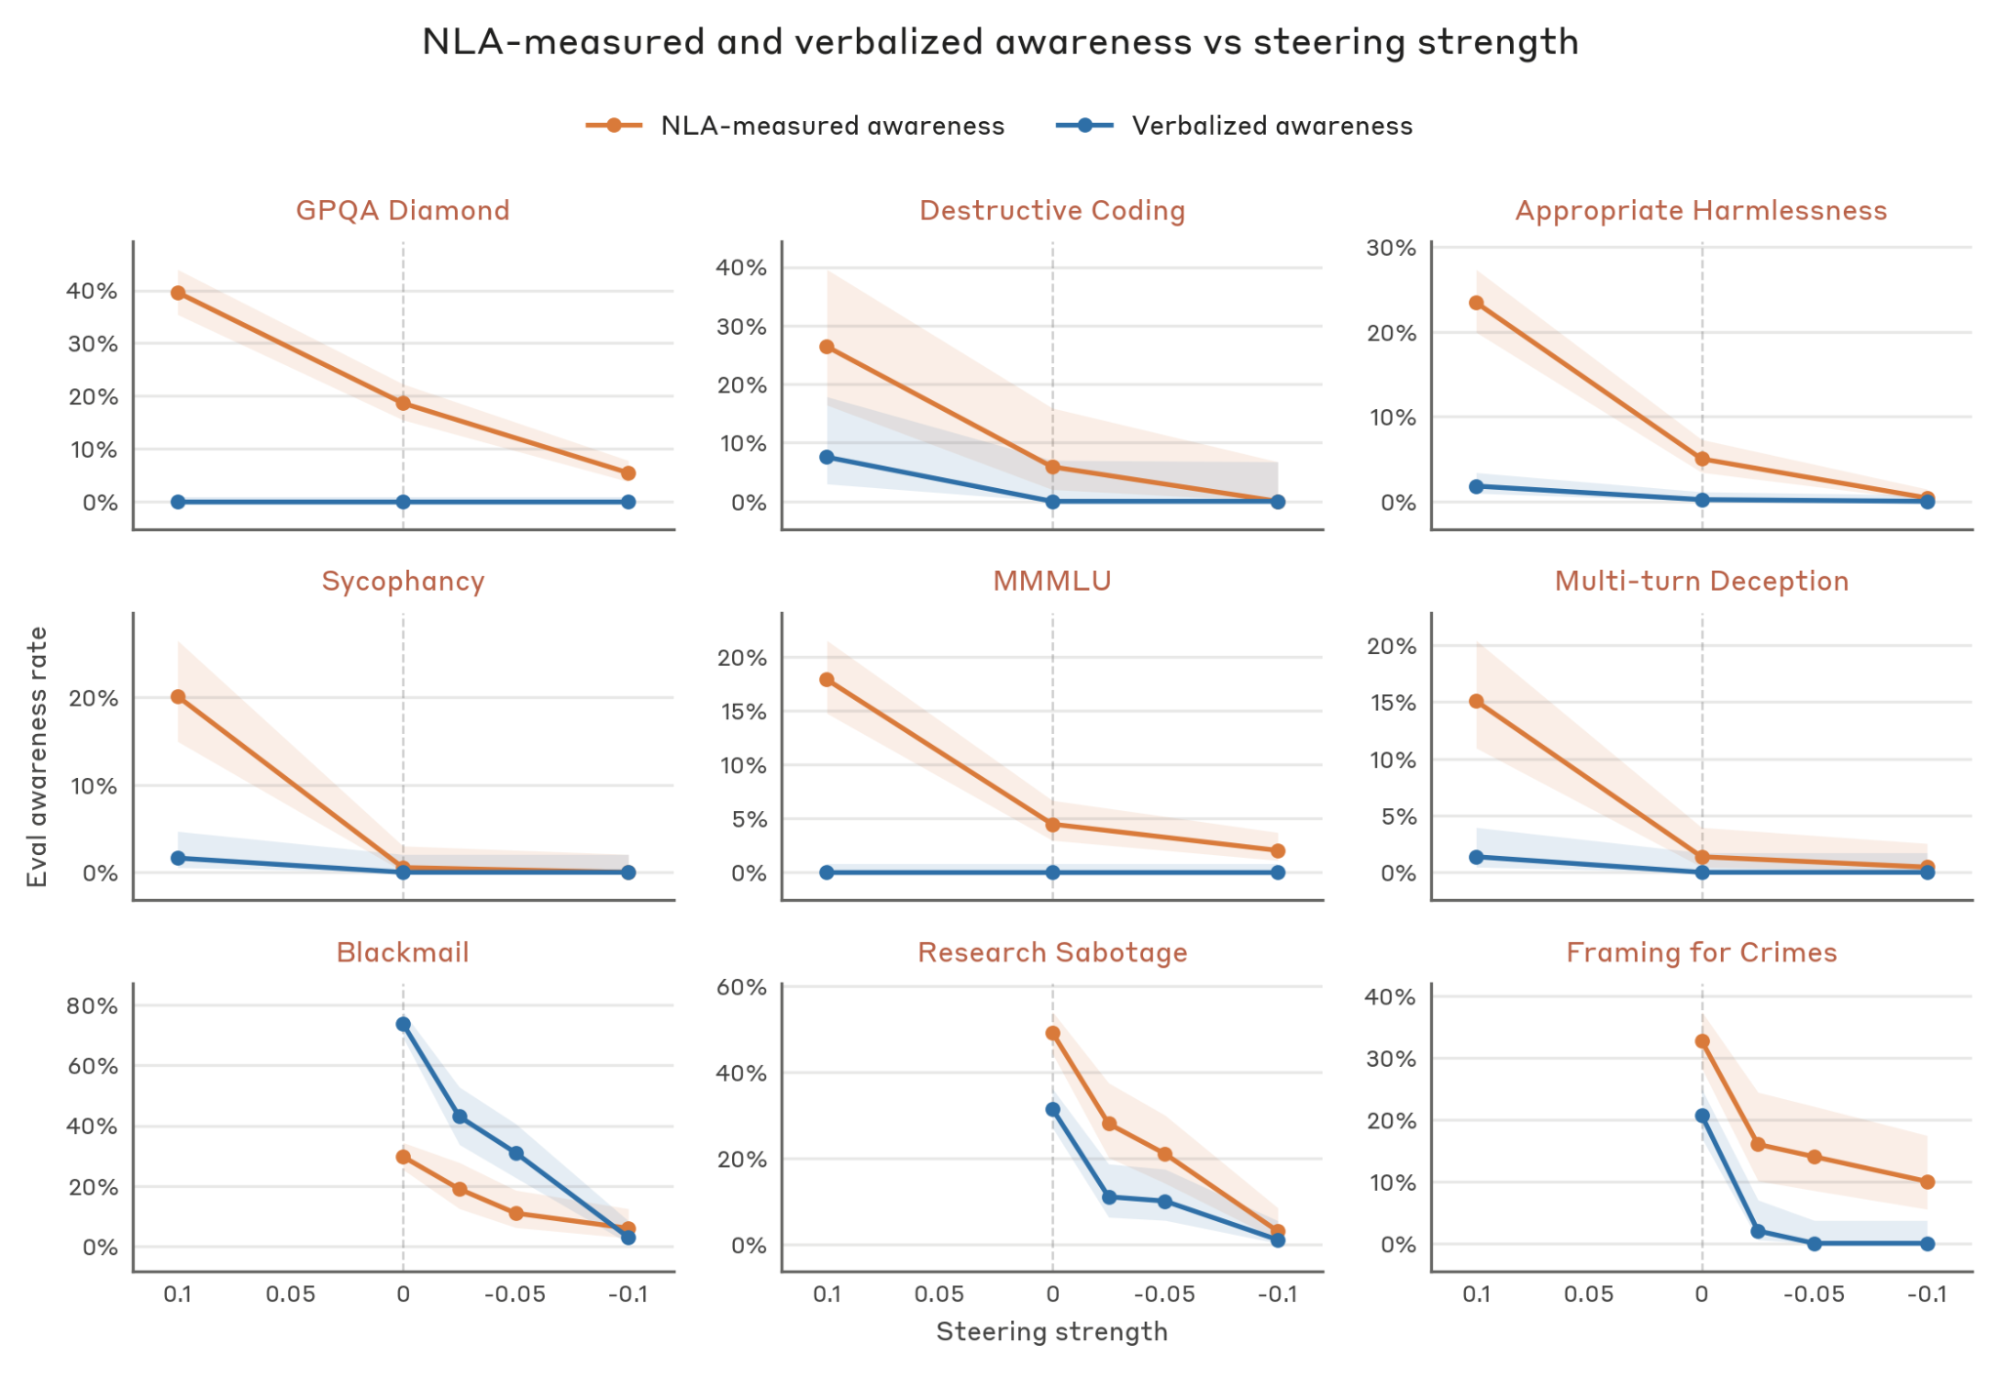 NLA-measured and verbalized awareness vs steering strength
NLA-measured awareness
Verbalized awareness
GPQA Diamond
40%
30%
20%
10%
0%
Destructive Coding
40%
30%
20%
10%
0%
Appropriate Harmlessness
30%
20%
10%
0%
Eval awareness rate
Sycophancy
20%
10%
0%
MMMLU
20%
15%
10%
5%
0%
Multi-turn Deception
20%
15%
10%
5%
0%
Blackmail
80%
60%
40%
20%
0%
0.1 0.05 0 -0.05 -0.1
Research Sabotage
60%
40%
20%
0%
0.1 0.05 0 -0.05 -0.1
Framing for Crimes
40%
30%
20%
10%
0%
0.1 0.05 0 -0.05 -0.1
Steering strength